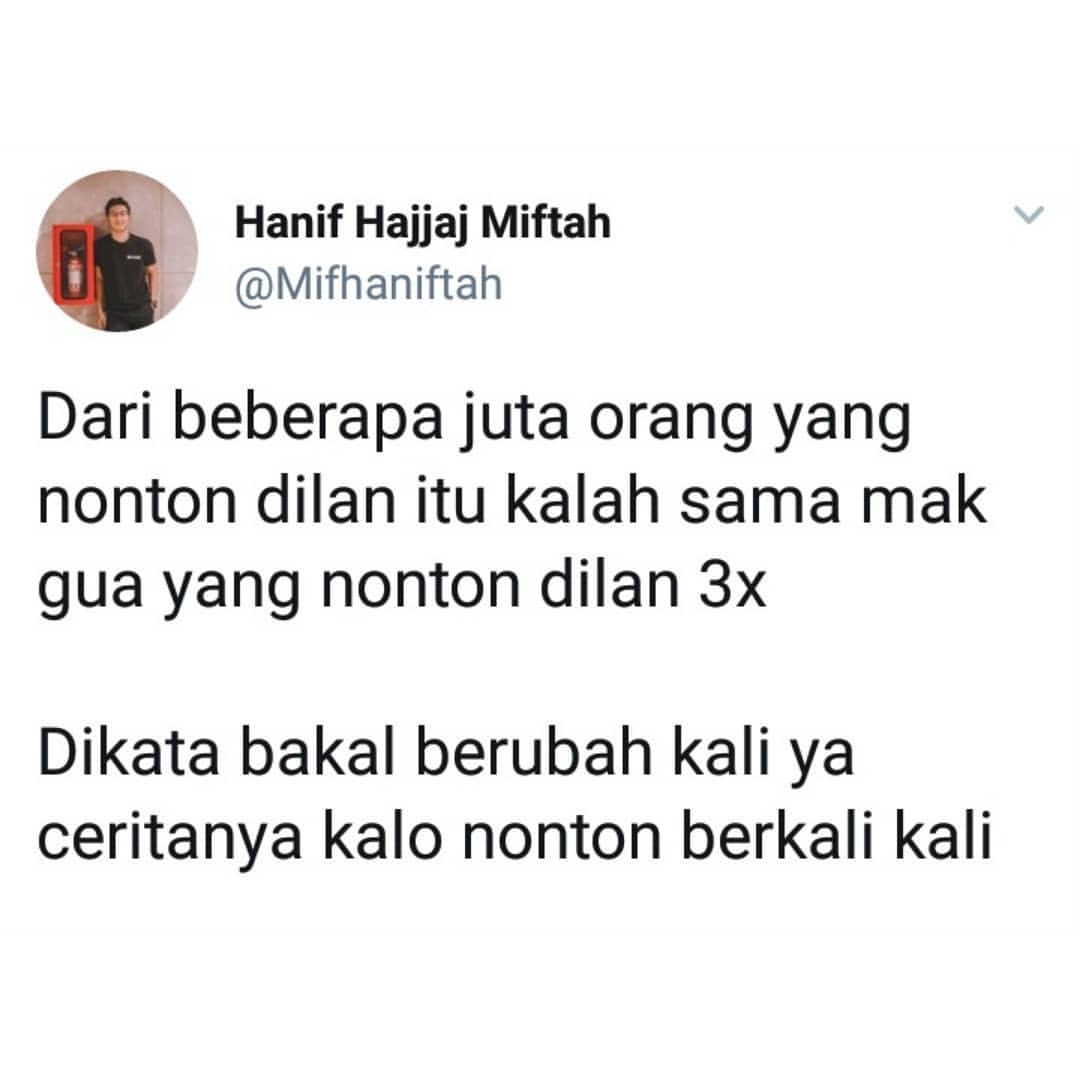 Hanif Hajjaj Miftah
@Mifhaniftah
Dari beberapa juta orang yang
nonton dilan itu kalah sama mak
gua yang nonton dilan 3x
Dikata bakal berubah kali ya
ceritanya kalo nonton berkali kali